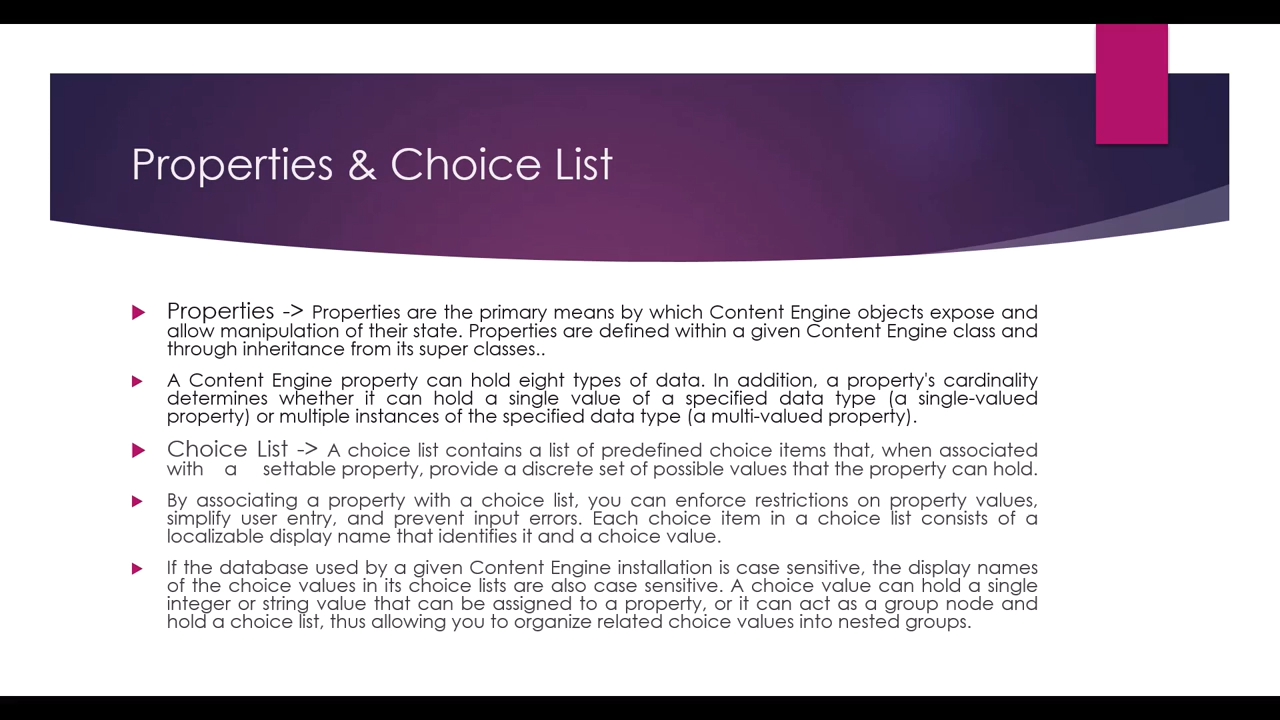 Properties & Choice List
Properties -> Properties are the primary means by which Content Engine objects expose and
allow manipulation of their state. Properties are defined within a given Content Engine class and
through inheritance from its super classes..
A Content Engine property can hold eight types of data. In addition, a property's cardinality
determines whether it can hold a single value of a specified data type (a single-valued
property) or multiple instances of the specified data type (a multi-valued property).
Choice List -> A choice list contains a list of predefined choice items that, when associated
with a settable property, provide a discrete set of possible values that the property can hold.
By associating a property with a choice list, you can enforce restrictions on property values,
simplify user entry, and prevent input errors. Each choice item in a choice list consists of a
localizable display name that identifies it and a choice value.
If the database used by a given Content Engine installation is case sensitive, the display names
of the choice values in its choice lists are also case sensitive. A choice value can hold a single
integer or string value that can be assigned to a property, or it can act as a group node and
hold a choice list, thus allowing you to organize related choice values into nested groups.